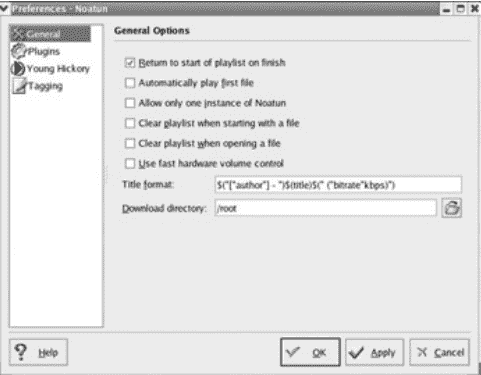 Preferences - Noatun
General
Plugins
Young Hickory
Tagging
General Options
Return to start of playlist on finish
Automatically play first file
Allow only one instance of Noatun
Clear playlist when starting with a file
Clear playlist when opening a file
Use fast hardware volume control
Title format: $("["author"] - ")$(title)$(" ("bitrate"kbps)")
Download directory: /root
Help
OK
Apply
Cancel